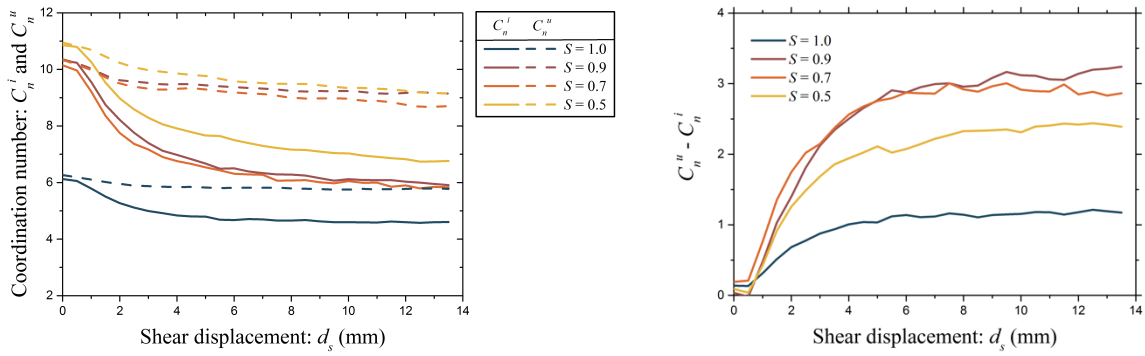 Coordination number: C_n^i and C_n^u
12
10
8
6
4
2
0 2 4 6 8 10 12 14
Shear displacement: d_s (mm)
C_n^i C_n^u
S = 1.0
S = 0.9
S = 0.7
S = 0.5
C_n^u - C_n^i
4
3
2
1
0
S = 1.0
S = 0.9
S = 0.7
S = 0.5
0 2 4 6 8 10 12 14
Shear displacement: d_s (mm)